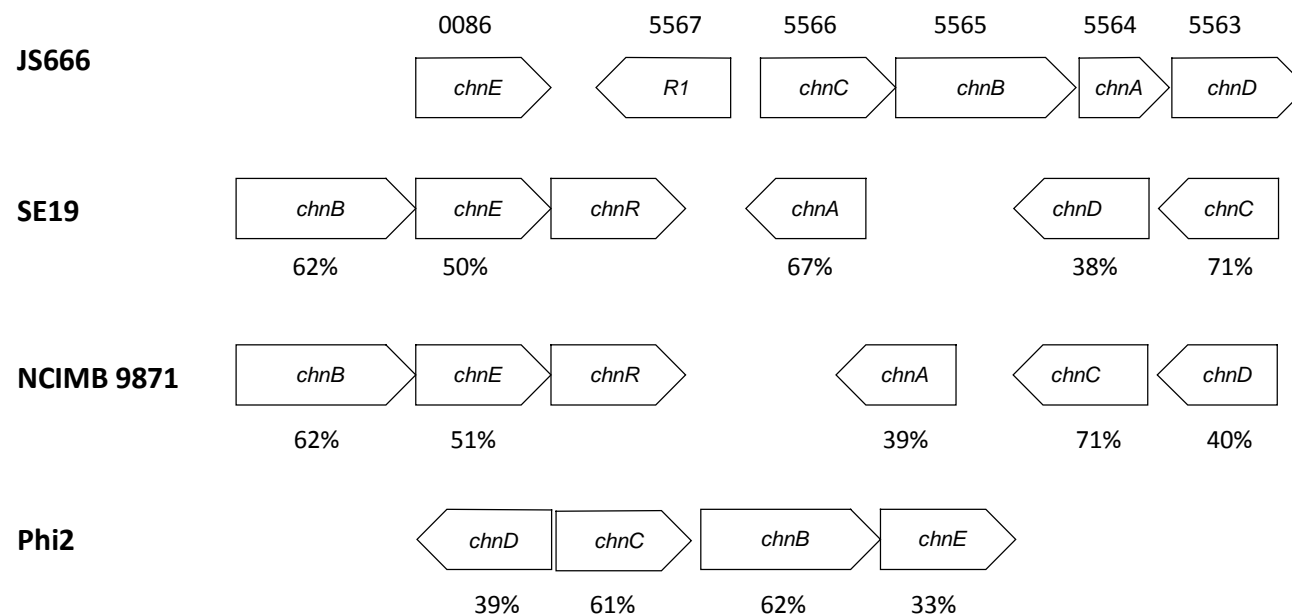 0086 5567 5566 5565 5564 5563
JS666
chnE R1 chnC chnB chnA chnD
SE19
chnB chnE chnR chnA chnD chnC
62% 50% 67% 38% 71%
NCIMB 9871
chnB chnE chnR chnA chnC chnD
62% 51% 39% 71% 40%
Phi2
chnD chnC chnB chnE
39% 61% 62% 33%